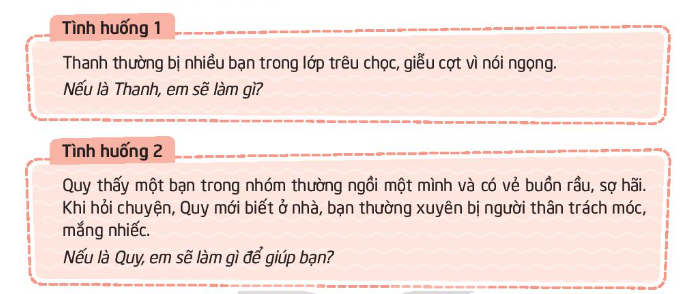 Tình huống 1
Thanh thường bị nhiều bạn trong lớp trêu chọc, giễu cợt vì nói ngọng.
Nếu là Thanh, em sẽ làm gì?
Tình huống 2
Quy thấy một bạn trong nhóm thường ngồi một mình và có vẻ buồn rầu, sợ hãi.
Khi hỏi chuyện, Quy mới biết ở nhà, bạn thường xuyên bị người thân trách móc,
mắng nhiếc.
Nếu là Quy, em sẽ làm gì để giúp bạn?